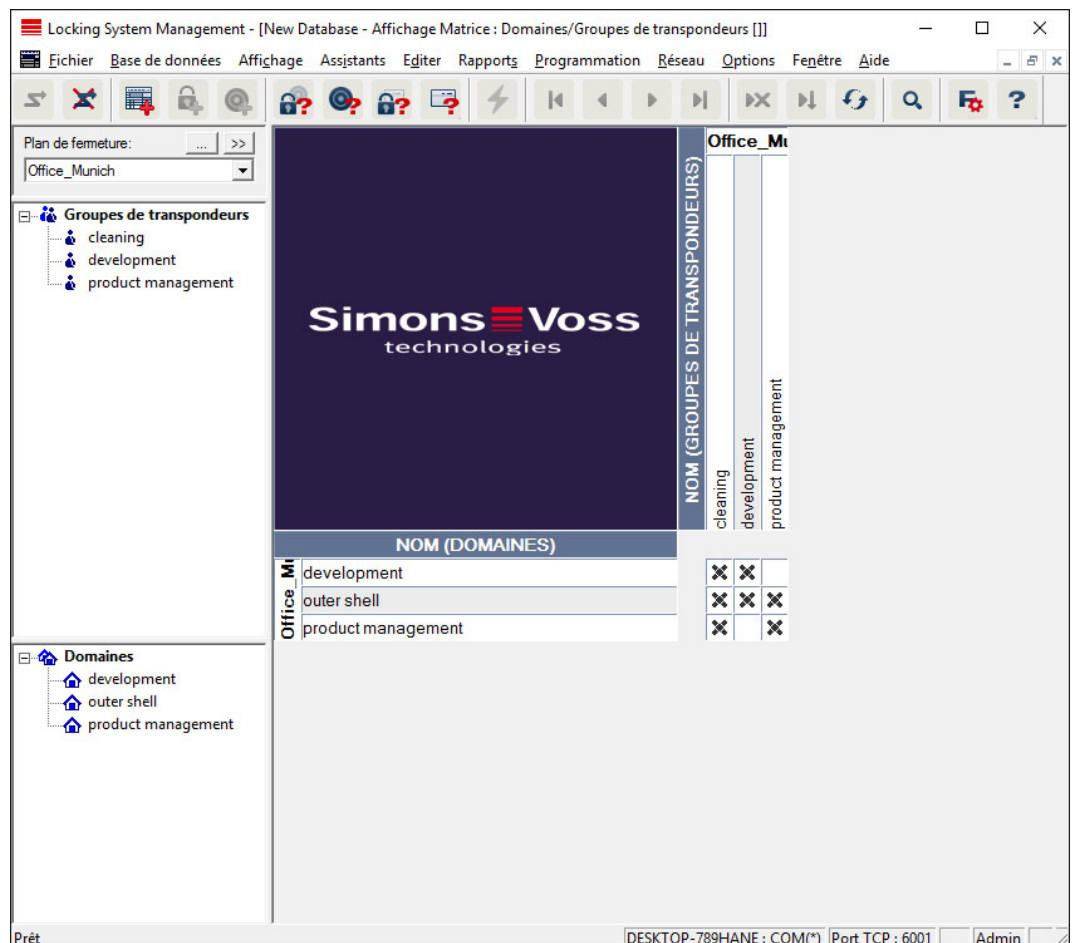 Locking System Management - [New Database - Affichage Matrice : Domaines/Groupes de transpondeurs []]
Fichier Base de données Affichage Assistants Editer Rapports Programmation Réseau Options Fenêtre Aide
Plan de fermeture: ... >>
Office_Munich
Groupes de transpondeurs
cleaning
development
product management
Simons Voss
technologies
NOM (GROUPES DE TRANSPONDEURS)
Office_Mu
cleaning
development
product management
NOM (DOMAINES)
Office_Mu
development
outer shell
product management
Domaines
development
outer shell
product management
Prêt DESKTOP-789HANE : COM(*) Port TCP : 6001 Admin